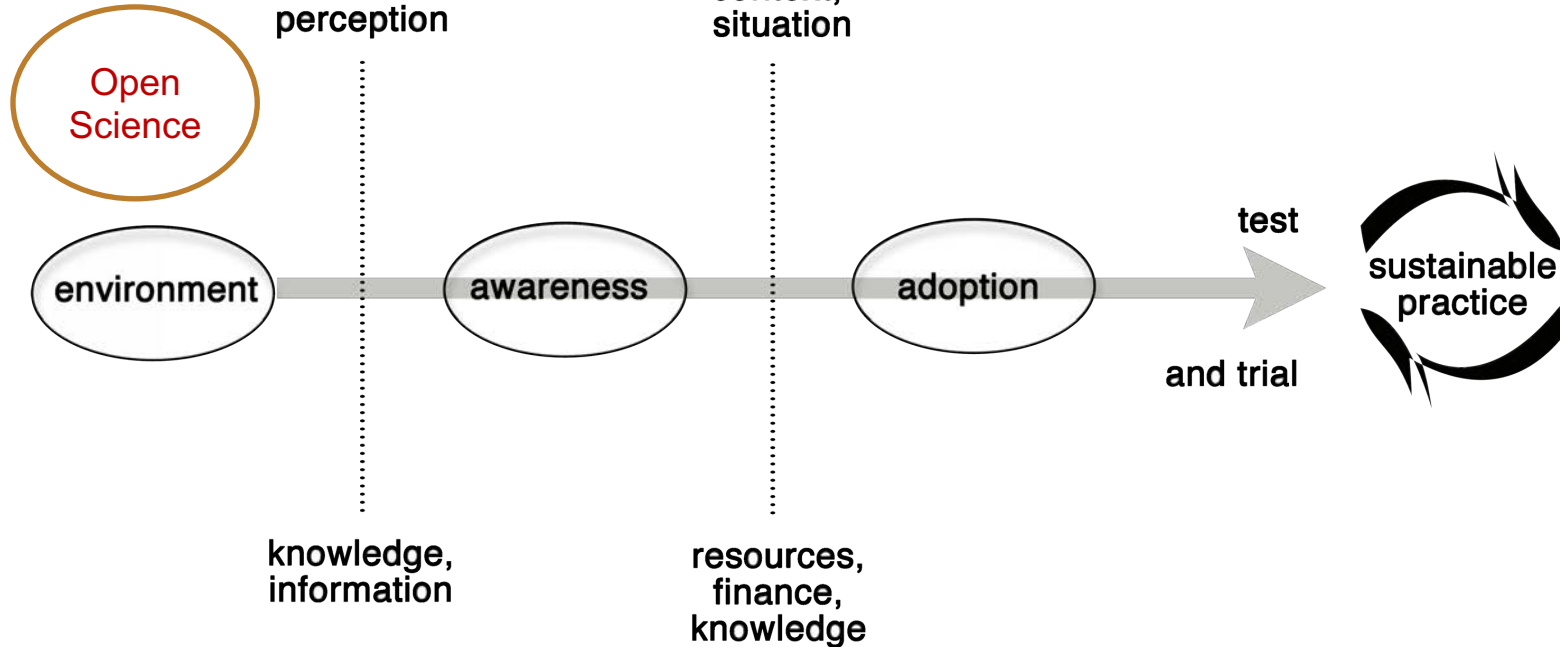 perception
situation
Open
Science
test
environment
awareness
adoption
sustainable
practice
and trial
knowledge,
information
resources,
finance,
knowledge